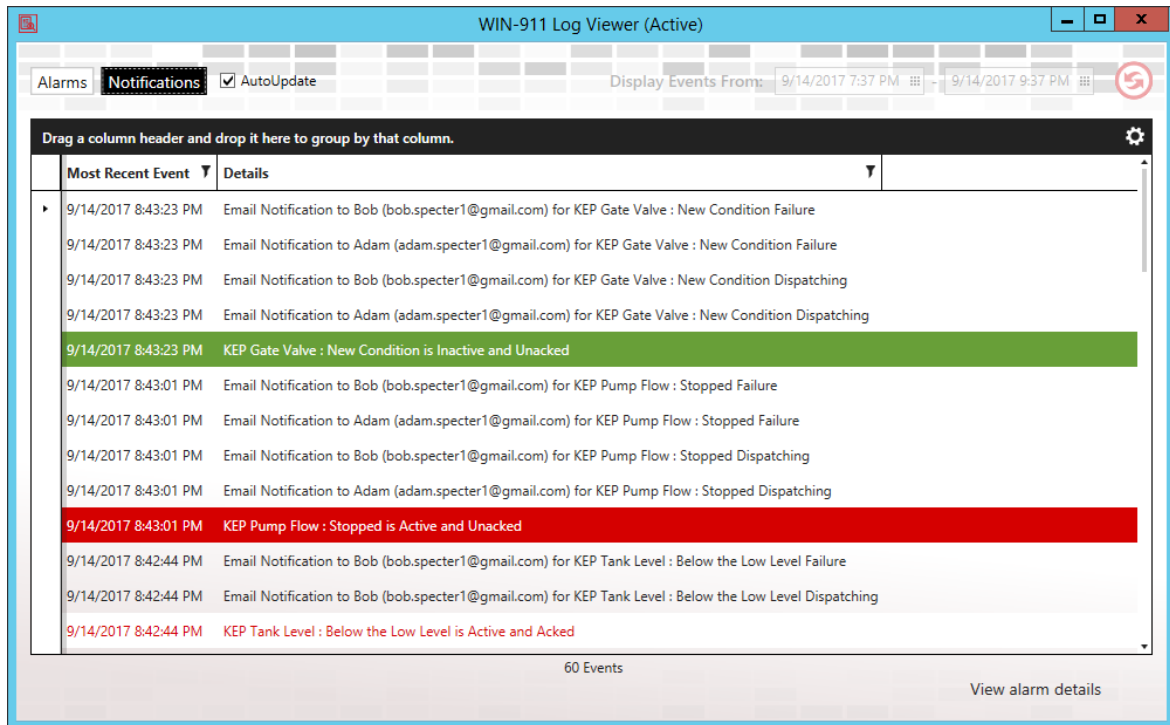 WIN-911 Log Viewer (Active)
Alarms Notifications AutoUpdate Display Events From: 9/14/2017 7:37 PM - 9/14/2017 9:37 PM
Drag a column header and drop it here to group by that column.
Most Recent Event Details
9/14/2017 8:43:23 PM Email Notification to Bob (bob.specter1@gmail.com) for KEP Gate Valve : New Condition Failure
9/14/2017 8:43:23 PM Email Notification to Adam (adam.specter1@gmail.com) for KEP Gate Valve : New Condition Failure
9/14/2017 8:43:23 PM Email Notification to Bob (bob.specter1@gmail.com) for KEP Gate Valve : New Condition Dispatching
9/14/2017 8:43:23 PM Email Notification to Adam (adam.specter1@gmail.com) for KEP Gate Valve : New Condition Dispatching
9/14/2017 8:43:23 PM KEP Gate Valve : New Condition is Inactive and Unacked
9/14/2017 8:43:01 PM Email Notification to Bob (bob.specter1@gmail.com) for KEP Pump Flow : Stopped Failure
9/14/2017 8:43:01 PM Email Notification to Adam (adam.specter1@gmail.com) for KEP Pump Flow : Stopped Failure
9/14/2017 8:43:01 PM Email Notification to Bob (bob.specter1@gmail.com) for KEP Pump Flow : Stopped Dispatching
9/14/2017 8:43:01 PM Email Notification to Adam (adam.specter1@gmail.com) for KEP Pump Flow : Stopped Dispatching
9/14/2017 8:43:01 PM KEP Pump Flow : Stopped is Active and Unacked
9/14/2017 8:42:44 PM Email Notification to Bob (bob.specter1@gmail.com) for KEP Tank Level : Below the Low Level Failure
9/14/2017 8:42:44 PM Email Notification to Bob (bob.specter1@gmail.com) for KEP Tank Level : Below the Low Level Dispatching
9/14/2017 8:42:44 PM KEP Tank Level : Below the Low Level is Active and Acked
60 Events
View alarm details